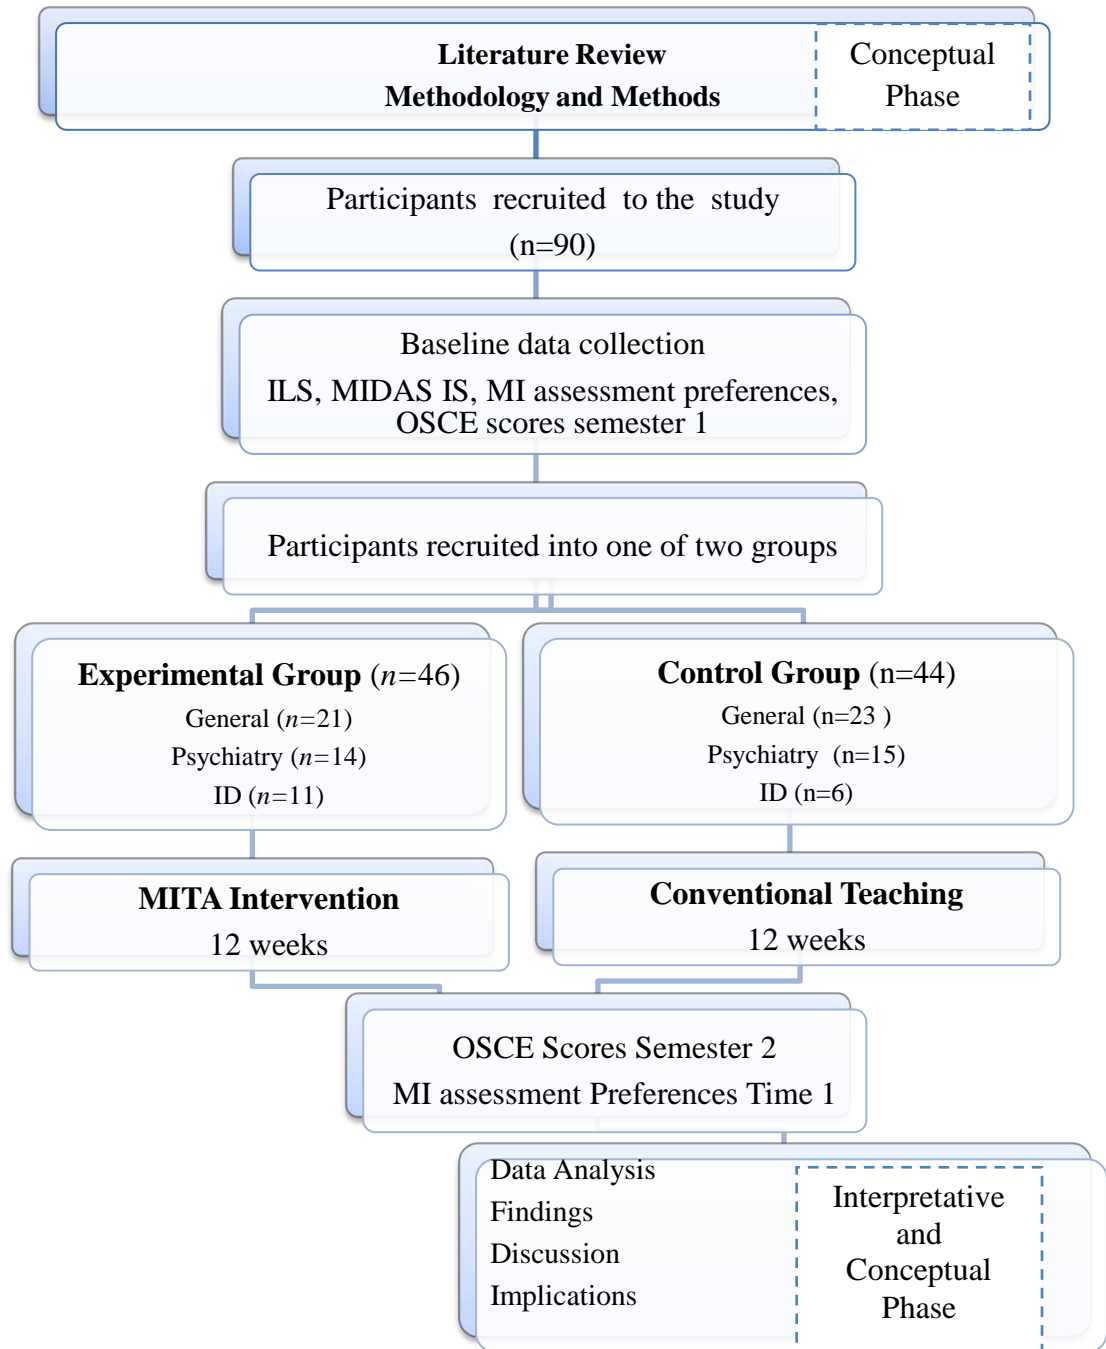 Literature Review
Methodology and Methods
Conceptual
Phase
Participants recruited to the study
(n=90)
Baseline data collection
ILS, MIDAS IS, MI assessment preferences,
OSCE scores semester 1
Participants recruited into one of two groups
Experimental Group (n=46)
General (n=21)
Psychiatry (n=14)
ID (n=11)
Control Group (n=44)
General (n=23 )
Psychiatry (n=15)
ID (n=6)
MITA Intervention
12 weeks
Conventional Teaching
12 weeks
OSCE Scores Semester 2
MI assessment Preferences Time 1
Data Analysis
Findings
Discussion
Implications
Interpretative
and
Conceptual
Phase